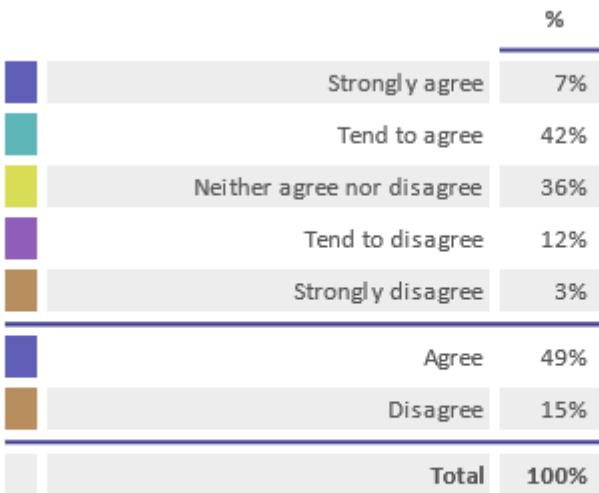 %
Strongly agree 7%
Tend to agree 42%
Neither agree nor disagree 36%
Tend to disagree 12%
Strongly disagree 3%
Agree 49%
Disagree 15%
Total 100%